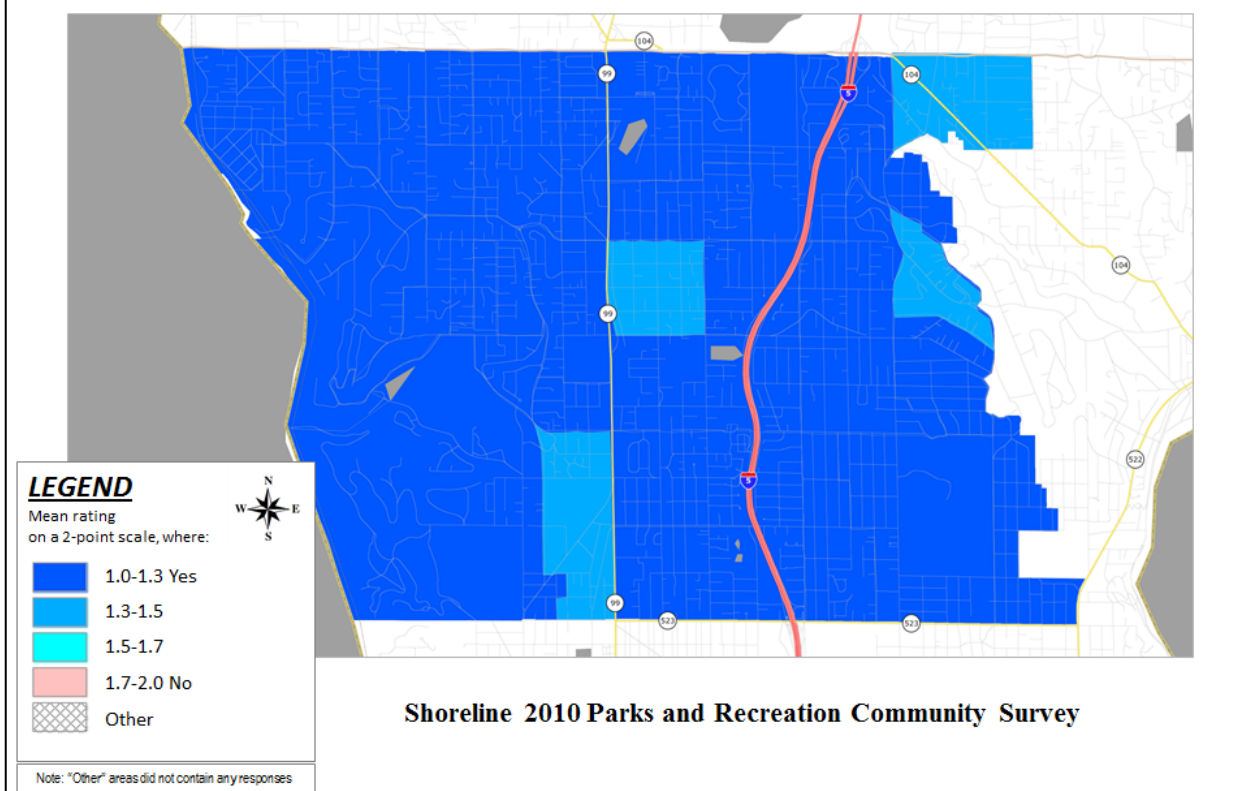 104
99
104
5
104
99
522
5
99
523
523
LEGEND
Mean rating
on a 2-point scale, where:
N
W E
S
1.0-1.3 Yes
1.3-1.5
1.5-1.7
1.7-2.0 No
Other
Note: "Other" areas did not contain any responses
Shoreline 2010 Parks and Recreation Community Survey